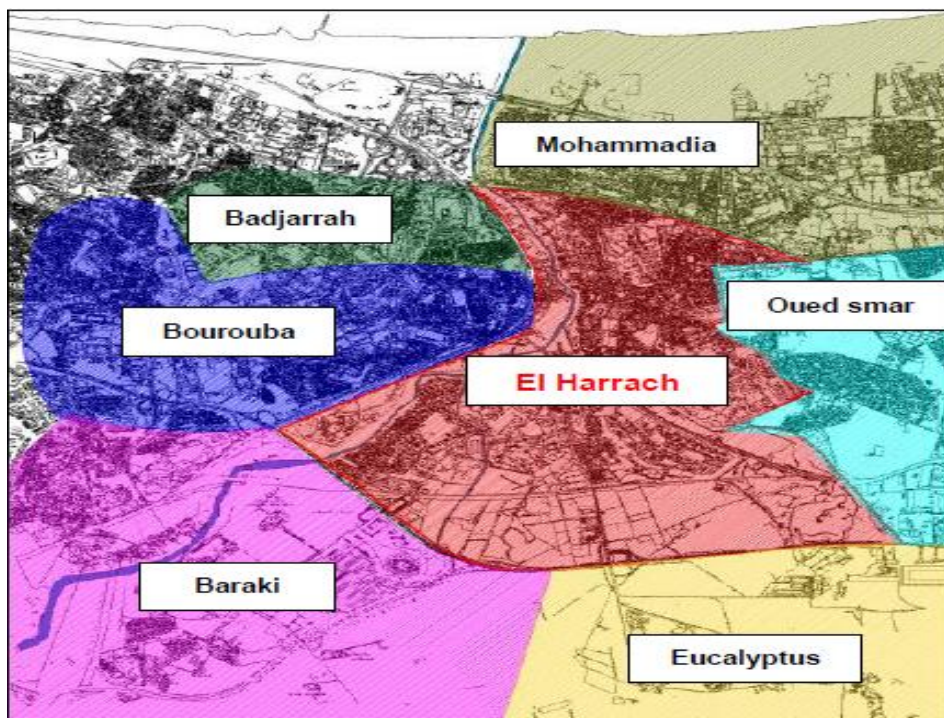 Mohammadia
Badjarrah
Oued smar
Bourouba
El Harrach
Baraki
Eucalyptus